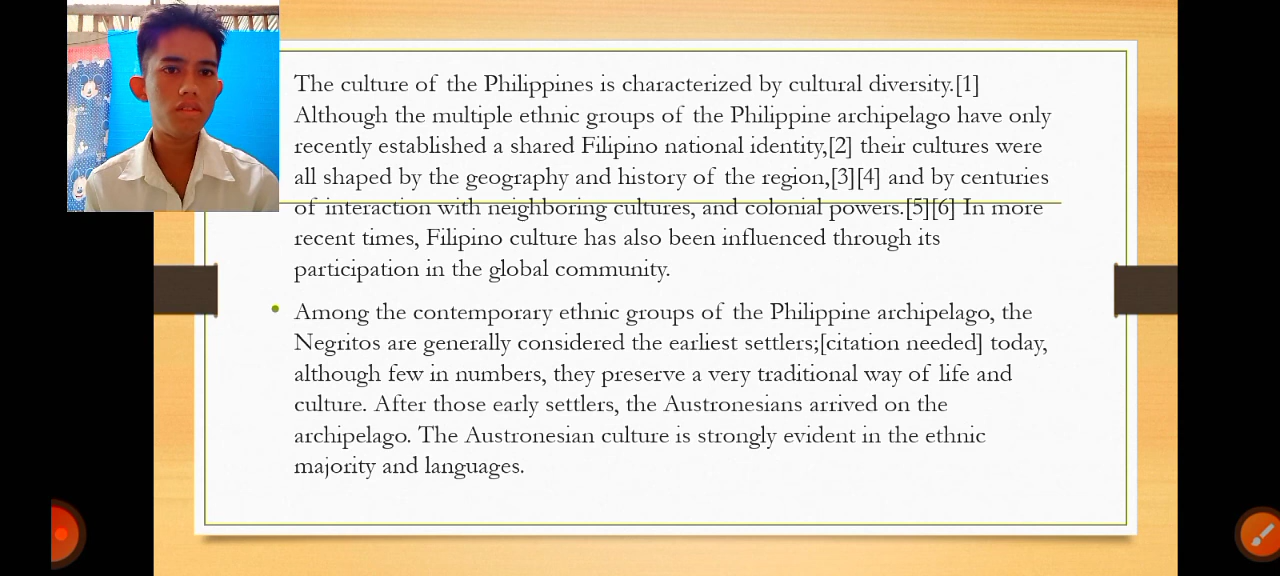 The culture of the Philippines is characterized by cultural diversity.[1]
Although the multiple ethnic groups of the Philippine archipelago have only
recently established a shared Filipino national identity,[2] their cultures were
all shaped by the geography and history of the region,[3][4] and by centuries
of interaction with neighboring cultures, and colonial powers.[5][6] In more
recent times, Filipino culture has also been influenced through its
participation in the global community.
• Among the contemporary ethnic groups of the Philippine archipelago, the
Negritos are generally considered the earliest settlers;[citation needed] today,
although few in numbers, they preserve a very traditional way of life and
culture. After those early settlers, the Austronesians arrived on the
archipelago. The Austronesian culture is strongly evident in the ethnic
majority and languages.